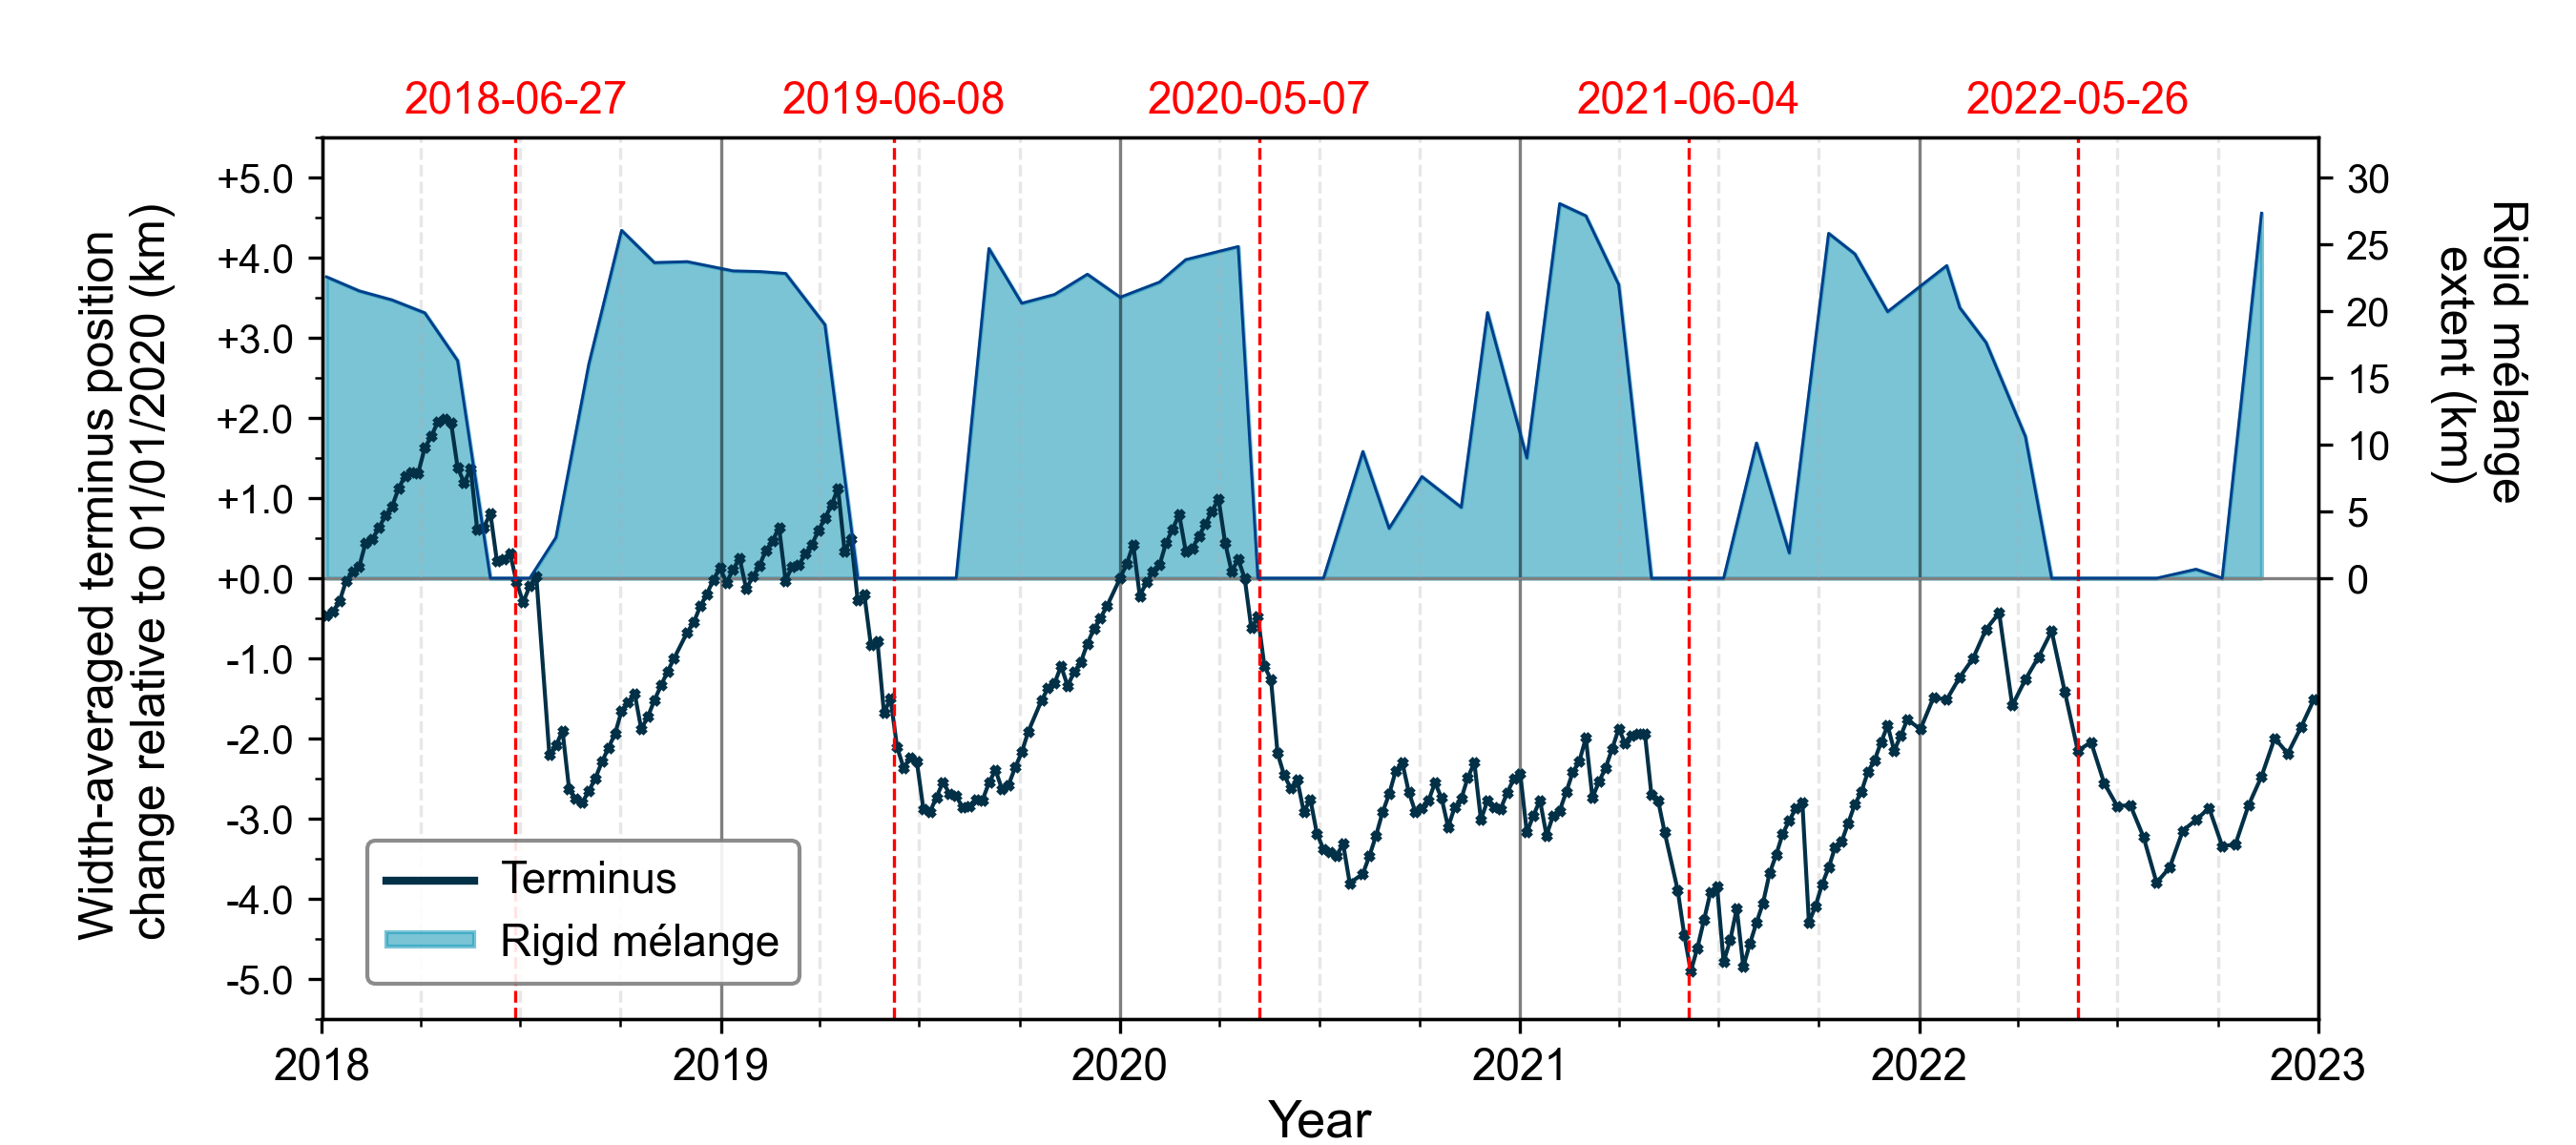 2018-06-27 2019-06-08 2020-05-07 2021-06-04 2022-05-26
Width-averaged terminus position
change relative to 01/01/2020 (km)
+5.0
+4.0
+3.0
+2.0
+1.0
+0.0
-1.0
-2.0
-3.0
-4.0
-5.0
Terminus
Rigid mélange
30
25
20
15
10
5
0
Rigid mélange
extent (km)
2018 2019 2020 2021 2022 2023
Year